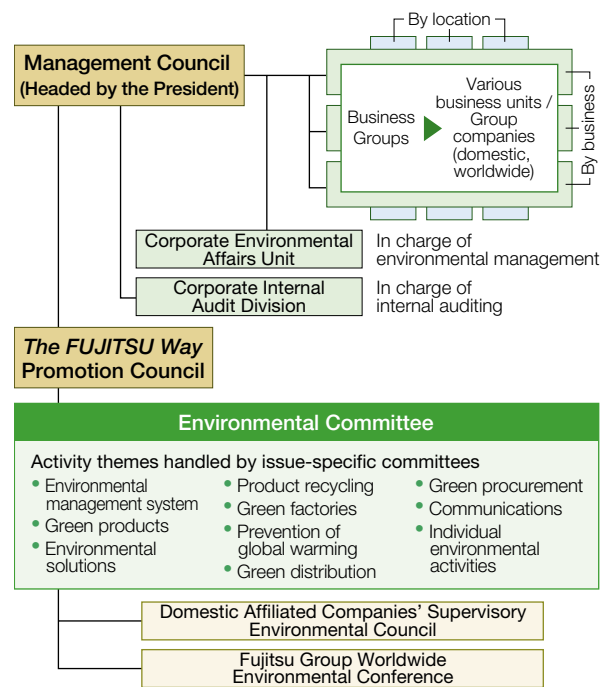 By location
Management Council
(Headed by the President)
Business
Groups
Various
business units /
Group
companies
(domestic,
worldwide)
By business
Corporate Environmental
Affairs Unit
In charge of
environmental management
Corporate Internal
Audit Division
In charge of
internal auditing
The FUJITSU Way
Promotion Council
Environmental Committee
Activity themes handled by issue-specific committees
• Environmental
management system
• Green products
• Environmental
solutions
• Product recycling
• Green factories
• Prevention of
global warming
• Green distribution
• Green procurement
• Communications
• Individual
environmental
activities
Domestic Affiliated Companies’ Supervisory
Environmental Council
Fujitsu Group Worldwide
Environmental Conference